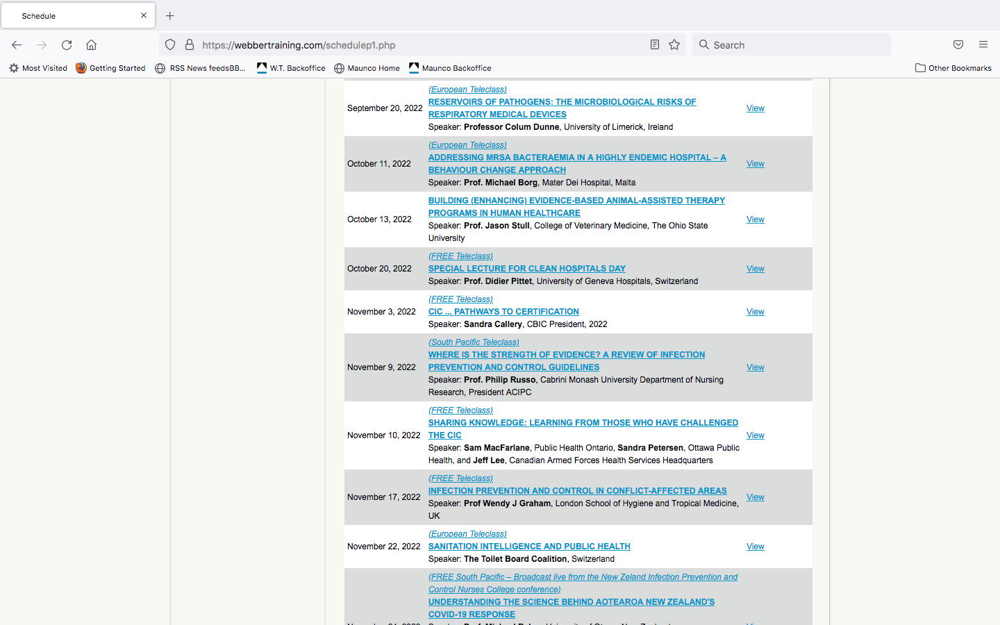 Schedule
https://webbertraining.com/schedulep1.php
Search
Most Visited
Getting Started
RSS News feedsBB...
W.T. Backoffice
Maunco Home
Maunco Backoffice
Other Bookmarks
(European Teleclass)
RESERVOIRS OF PATHOGENS: THE MICROBIOLOGICAL RISKS OF
September 20, 2022
View
RESPIRATORY MEDICAL DEVICES
Speaker: Professor Colum Dunne, University of Limerick, Ireland
(European Teleclass)
ADDRESSING MRSA BACTERAEMIA IN A HIGHLY ENDEMIC HOSPITAL – A
October 11, 2022
View
BEHAVIOUR CHANGE APPROACH
Speaker: Prof. Michael Borg, Mater Dei Hospital, Malta
BUILDING (ENHANCING) EVIDENCE-BASED ANIMAL-ASSISTED THERAPY
PROGRAMS IN HUMAN HEALTHCARE
October 13, 2022
View
Speaker: Prof. Jason Stull, College of Veterinary Medicine, The Ohio State
University
(FREE Teleclass)
October 20, 2022
SPECIAL LECTURE FOR CLEAN HOSPITALS DAY
View
Speaker: Prof. Didier Pittet, University of Geneva Hospitals, Switzerland
(FREE Teleclass)
November 3, 2022
CIC ... PATHWAYS TO CERTIFICATION
View
Speaker: Sandra Callery, CBIC President, 2022
(South Pacific Teleclass)
WHERE IS THE STRENGTH OF EVIDENCE? A REVIEW OF INFECTION
November 9, 2022
PREVENTION AND CONTROL GUIDELINES
View
Speaker: Prof. Philip Russo, Cabrini Monash University Department of Nursing
Research, President ACIPC
(FREE Teleclass)
SHARING KNOWLEDGE: LEARNING FROM THOSE WHO HAVE CHALLENGED
November 10, 2022
THE CIC
View
Speaker: Sam MacFarlane, Public Health Ontario, Sandra Petersen, Ottawa Public
Health, and Jeff Lee, Canadian Armed Forces Health Services Headquarters
(FREE Teleclass)
INFECTION PREVENTION AND CONTROL IN CONFLICT-AFFECTED AREAS
November 17, 2022
View
Speaker: Prof Wendy J Graham, London School of Hygiene and Tropical Medicine,
UK
(European Teleclass)
November 22, 2022
SANITATION INTELLIGENCE AND PUBLIC HEALTH
View
Speaker: The Toilet Board Coalition, Switzerland
(FREE South Pacific – Broadcast live from the New Zeland Infection Prevention and
Control Nurses College conference)
UNDERSTANDING THE SCIENCE BEHIND AOTEAROA NEW ZEALAND'S
COVID-19 RESPONSE